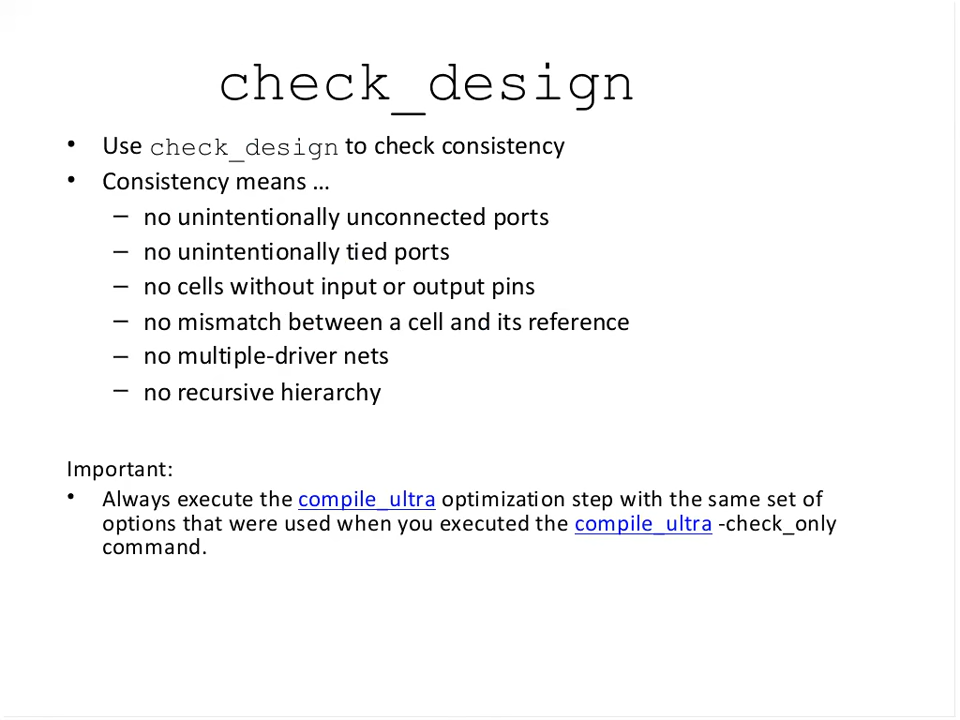 check_design
• Use check_design to check consistency
• Consistency means …
– no unintentionally unconnected ports
– no unintentionally tied ports
– no cells without input or output pins
– no mismatch between a cell and its reference
– no multiple-driver nets
– no recursive hierarchy
Important:
• Always execute the compile_ultra optimization step with the same set of
options that were used when you executed the compile_ultra -check_only
command.